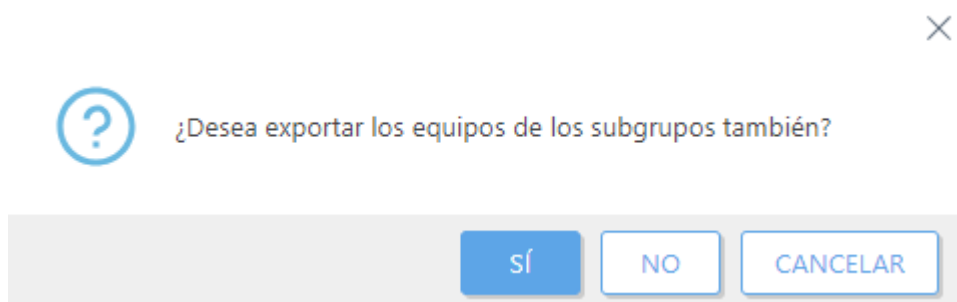 ¿Desea exportar los equipos de los subgrupos también?
SÍ
NO
CANCELAR